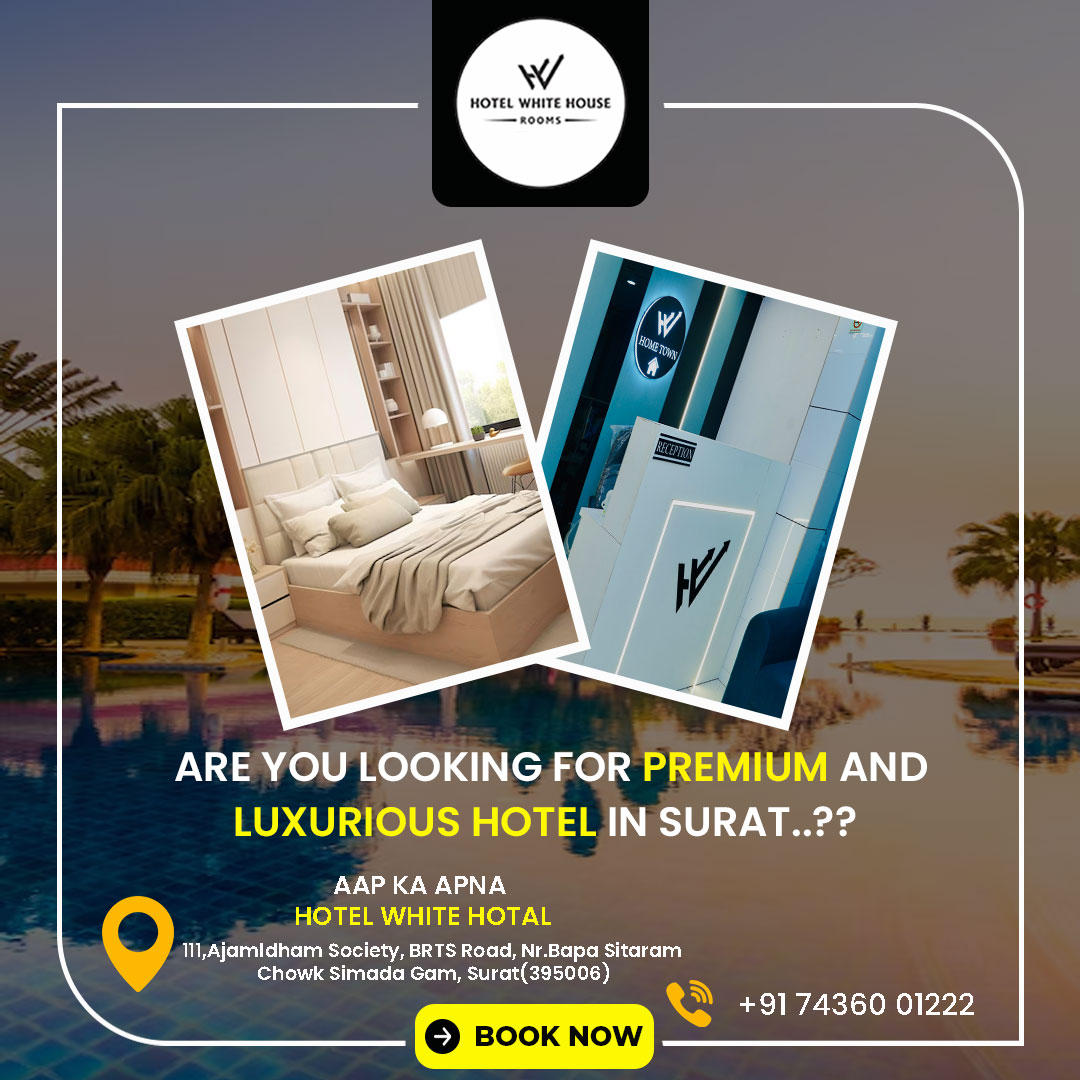 HOTEL WHITE HOUSE
ROOMS
HOME TOWN
RECEPTION
ARE YOU LOOKING FOR PREMIUM AND
LUXURIOUS HOTEL IN SURAT..??
AAP KA APNA
HOTEL WHITE HOTAL
111,Ajamldham Society, BRTS Road, Nr.Bapa Sitaram
Chowk Simada Gam, Surat(395006)
+91 74360 01222
BOOK NOW